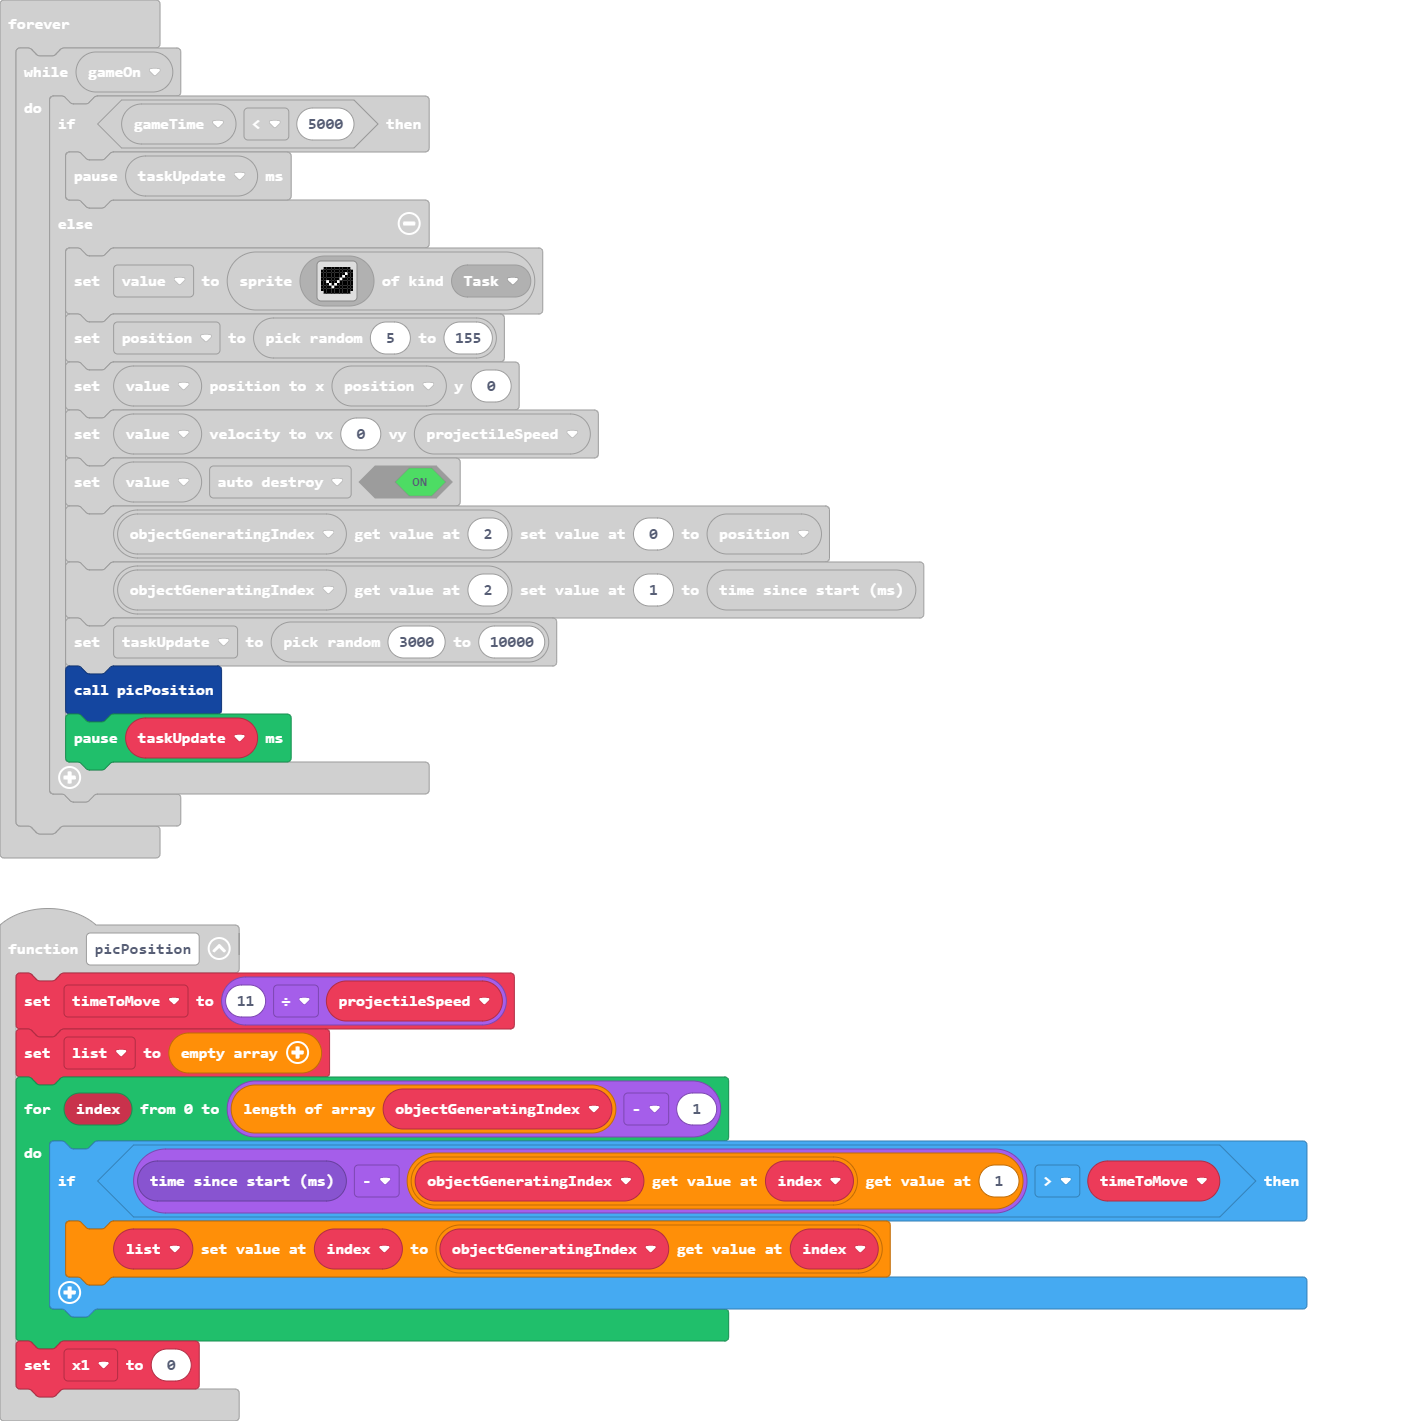 forever
while gameOn
do
if gameTime < 5000 then
pause taskUpdate ms
else
set value to sprite of kind Task
set position to pick random 5 to 155
set value position to x position y 0
set value velocity to vx 0 vy projectileSpeed
set value auto destroy ON
objectGeneratingIndex get value at 2 set value at 0 to position
objectGeneratingIndex get value at 2 set value at 1 to time since start (ms)
set taskUpdate to pick random 3000 to 10000
call picPosition
pause taskUpdate ms
function picPosition
set timeToMove to 11 ÷ projectileSpeed
set list to empty array
for index from 0 to length of array objectGeneratingIndex - 1
do
if time since start (ms) - objectGeneratingIndex get value at index get value at 1 > timeToMove then
list set value at index to objectGeneratingIndex get value at index
set x1 to 0